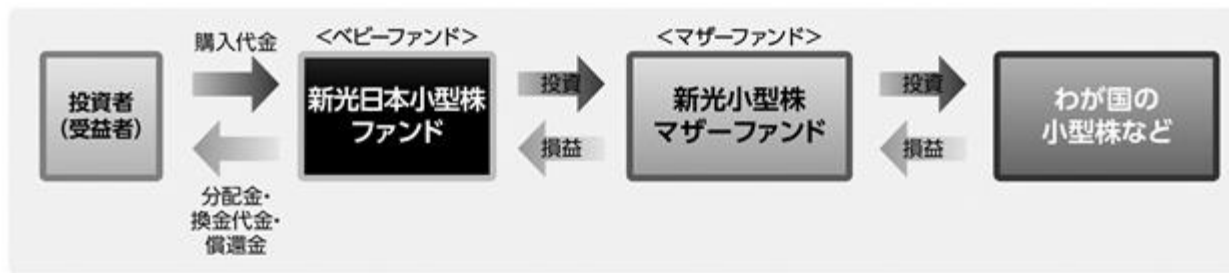 投資者
(受益者)
購入代金
分配金・
換金代金・
償還金
<ベビーファンド>
新光日本小型株
ファンド
投資
損益
<マザーファンド>
新光小型株
マザーファンド
投資
損益
わが国の
小型株など